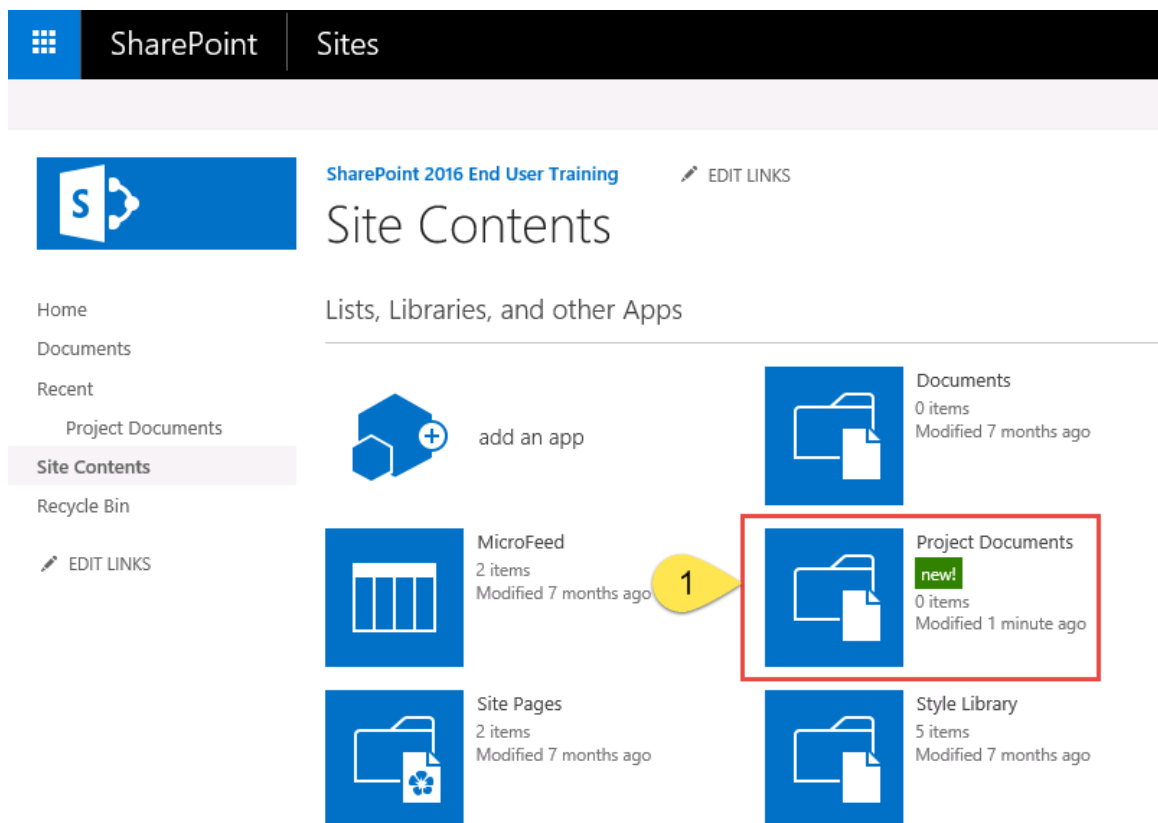 SharePoint
Sites
S
SharePoint 2016 End User Training
EDIT LINKS
Site Contents
Home
Documents
Recent
Project Documents
Site Contents
Recycle Bin
EDIT LINKS
Lists, Libraries, and other Apps
add an app
Documents
0 items
Modified 7 months ago
MicroFeed
2 items
Modified 7 months ago
1
Project Documents
new!
0 items
Modified 1 minute ago
Site Pages
2 items
Modified 7 months ago
Style Library
5 items
Modified 7 months ago